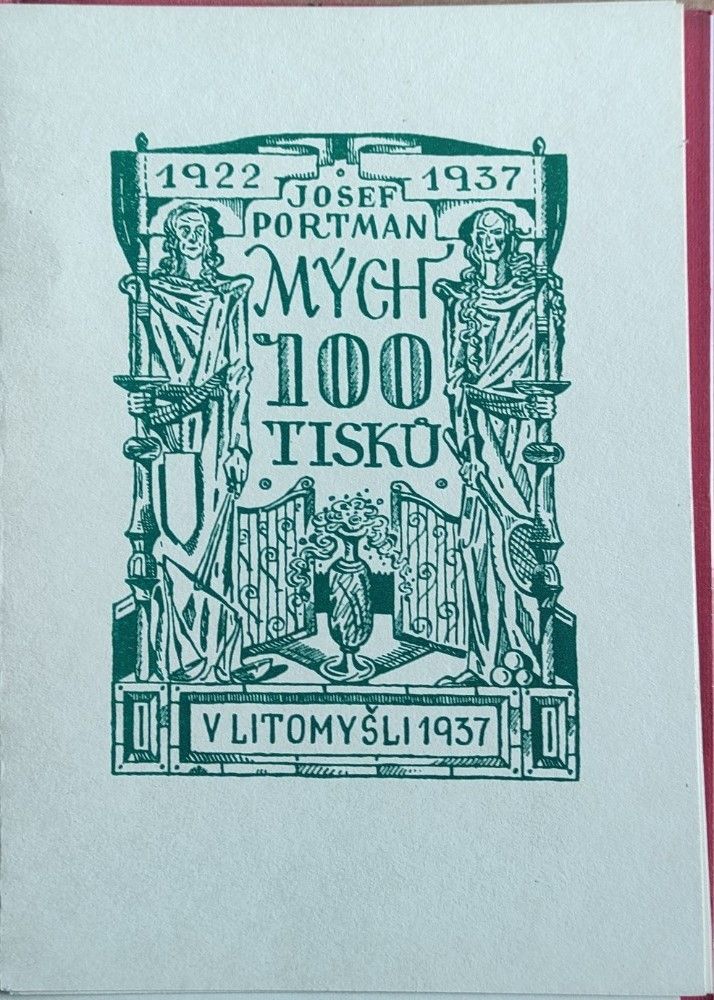 1922 1937
JOSEF
PORTMAN
MÝCH
100
TISKŮ
V LITOMYŠLI 1937